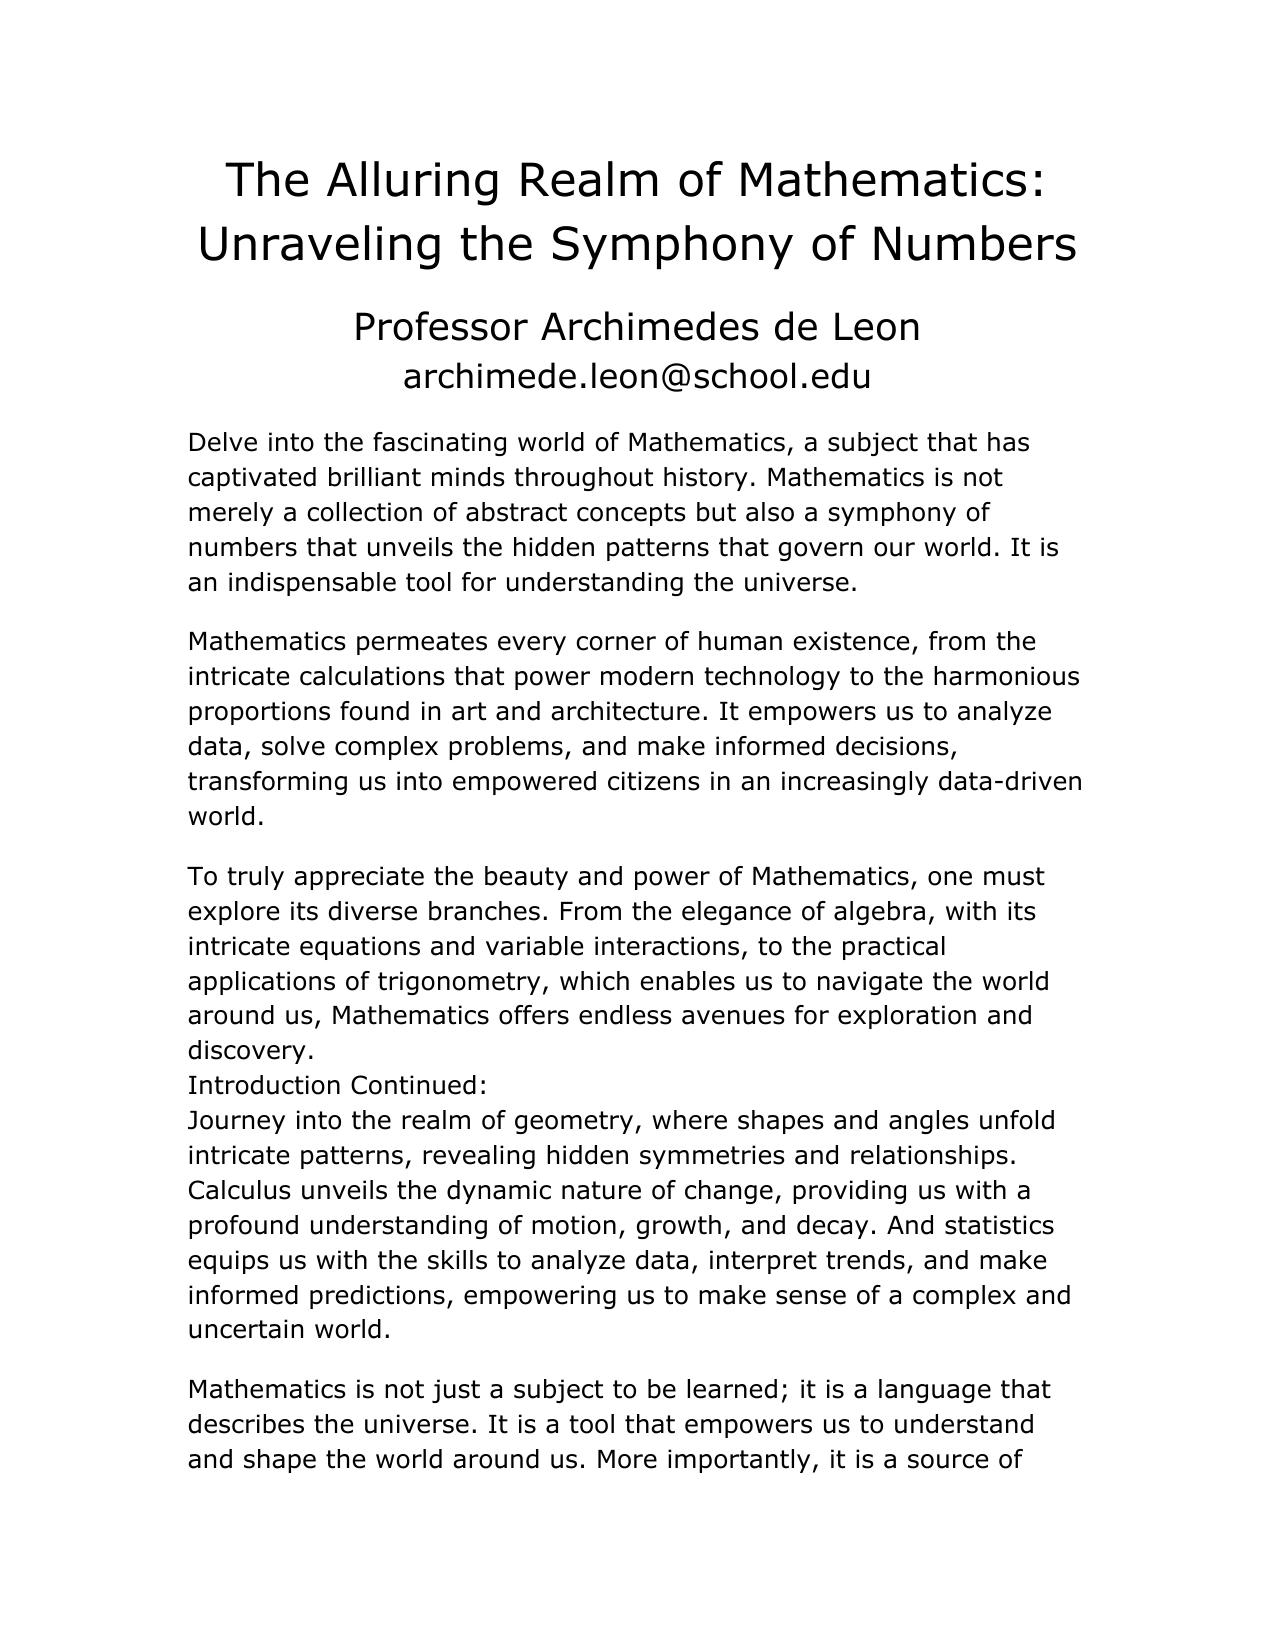 The Alluring Realm of Mathematics:
Unraveling the Symphony of Numbers
Professor Archimedes de Leon
archimede.leon@school.edu
Delve into the fascinating world of Mathematics, a subject that has
captivated brilliant minds throughout history. Mathematics is not
merely a collection of abstract concepts but also a symphony of
numbers that unveils the hidden patterns that govern our world. It is
an indispensable tool for understanding the universe.
Mathematics permeates every corner of human existence, from the
intricate calculations that power modern technology to the harmonious
proportions found in art and architecture. It empowers us to analyze
data, solve complex problems, and make informed decisions,
transforming us into empowered citizens in an increasingly data-driven
world.
To truly appreciate the beauty and power of Mathematics, one must
explore its diverse branches. From the elegance of algebra, with its
intricate equations and variable interactions, to the practical
applications of trigonometry, which enables us to navigate the world
around us, Mathematics offers endless avenues for exploration and
discovery.
Introduction Continued:
Journey into the realm of geometry, where shapes and angles unfold
intricate patterns, revealing hidden symmetries and relationships.
Calculus unveils the dynamic nature of change, providing us with a
profound understanding of motion, growth, and decay. And statistics
equips us with the skills to analyze data, interpret trends, and make
informed predictions, empowering us to make sense of a complex and
uncertain world.
Mathematics is not just a subject to be learned; it is a language that
describes the universe. It is a tool that empowers us to understand
and shape the world around us. More importantly, it is a source of